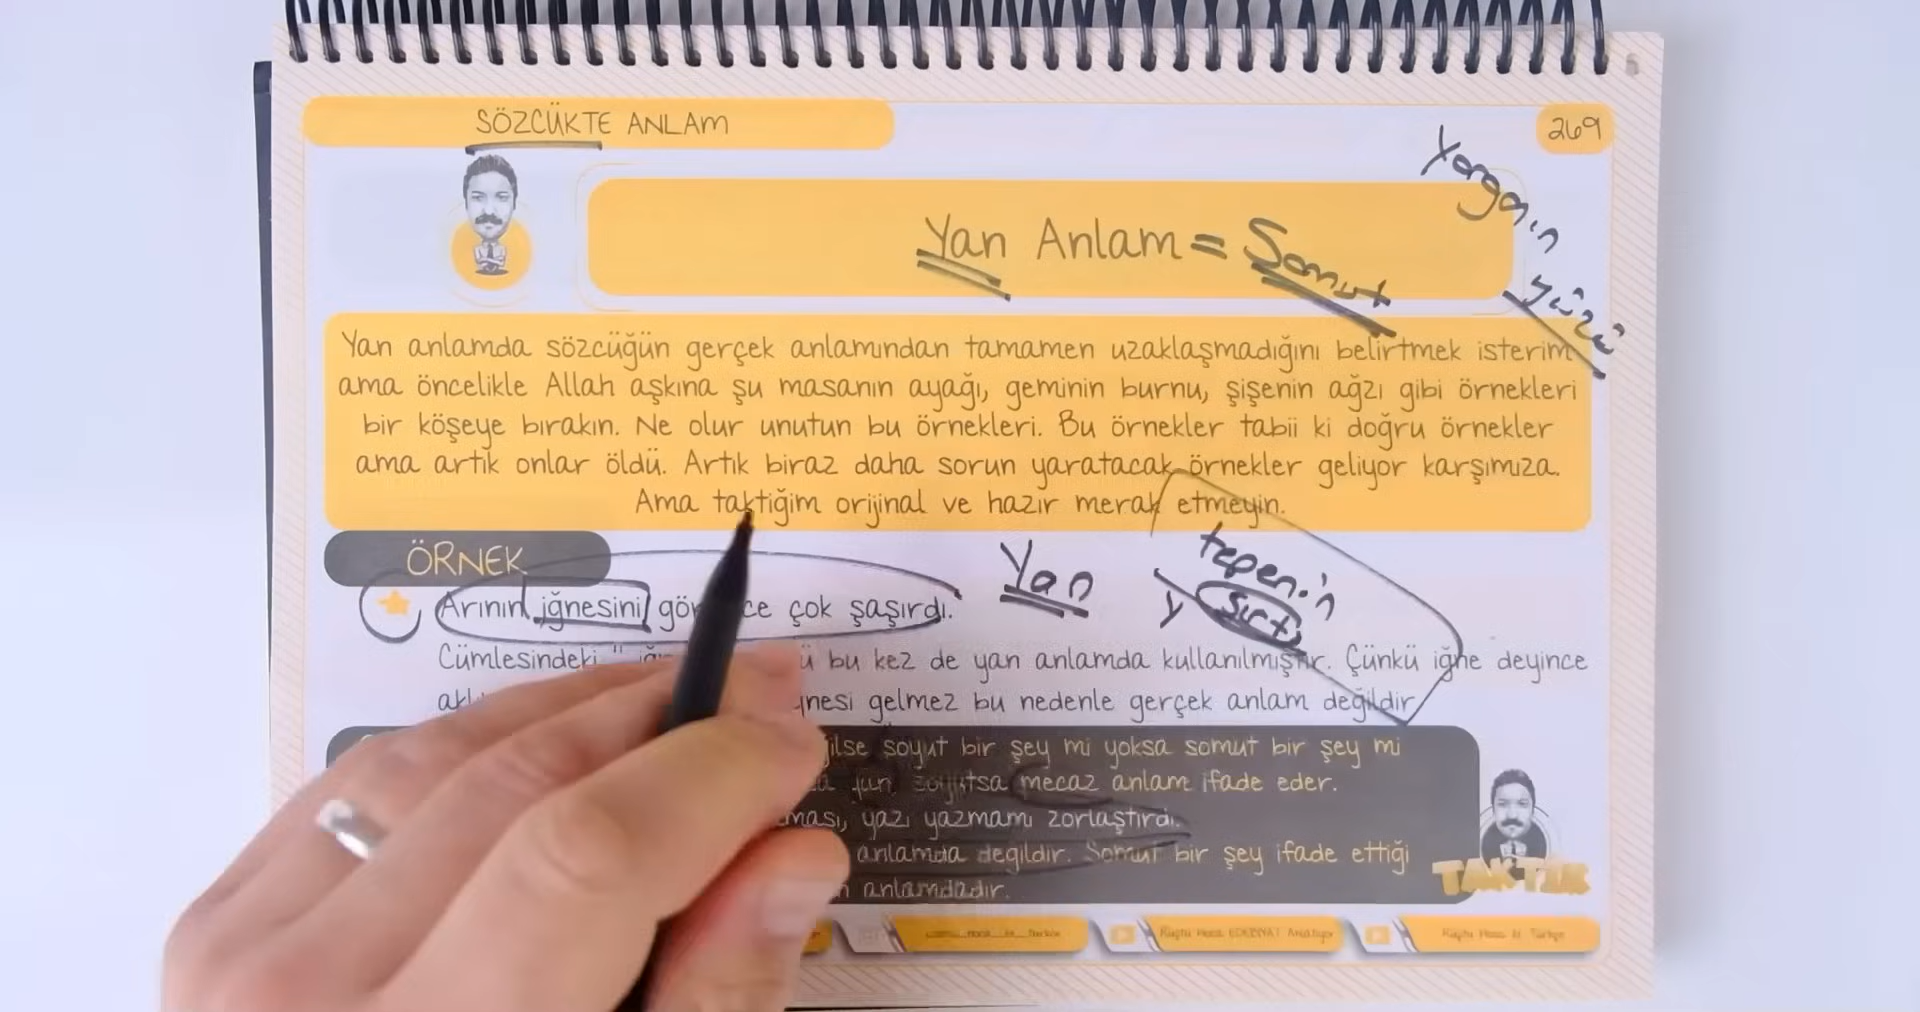 SÖZCÜKTE ANLAM
269
Yorganın
yüzü
Yan Anlam = Somut
Yan anlamda sözcüğün gerçek anlamından tamamen uzaklaşmadığını belirtmek isterim
ama öncelikle Allah aşkına şu masanın ayağı, geminin burnu, şişenin ağzı gibi örnekleri
bir köşeye bırakın. Ne olur unutun bu örnekleri. Bu örnekler tabii ki doğru örnekler
ama artık onlar öldü. Artık biraz daha sorun yaratacak örnekler geliyor karşımıza.
Ama taktiğim orijinal ve hazır merak etmeyin.
ÖRNEK
Arının iğnesini çok şaşırdı.
Yan
tepenin
Y sırtı
Cümlesindeki bu kez de yan anlamda kullanılmıştır. Çünkü iğne deyince
gelmez bu nedenle gerçek anlam değildir
soyut bir şey mi yoksa somut bir şey mi
mecaz anlam ifade eder.
yazı yazmamı zorlaştırdı.
anlamda değildir. Somut bir şey ifade ettiği
anlamdadır.
TAKTİK